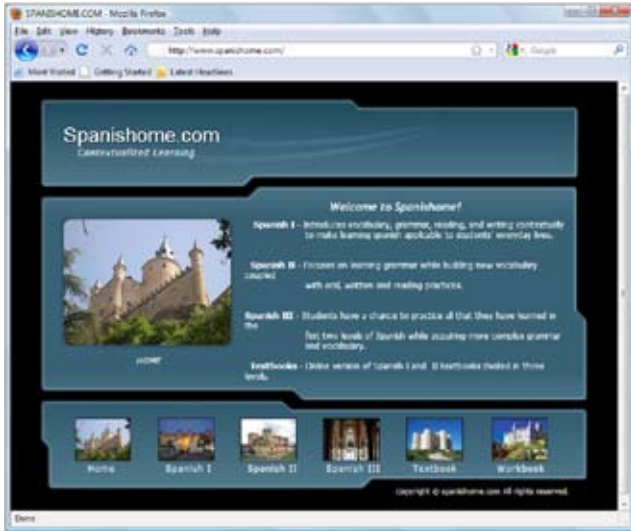 SPANISHOME.COM - Mozilla Firefox
File Edit View History Bookmarks Tools Help
http://www.spanishome.com/
Google
Most Visited Getting Started Latest Headlines
Spanishome.com
Contextualized Learning
Welcome to Spanishome!
Spanish I - Introduces vocabulary, grammar, reading, and writing contextually
to make learning spanish applicable to students' everyday lives.
Spanish II - Focuses on learning grammar while building new vocabulary
coupled
with oral, written and reading practices.
Spanish III - Students have a chance to practice all that they have learned in
the
first two levels of Spanish while acquiring more complex grammar
and vocabulary.
Textbooks - Online version of Spanish I and II textbooks divided in three
levels.
HOME
Home Spanish I Spanish II Spanish III Textbook Workbook
copyright © spanishome.com All rights reserved.
Done